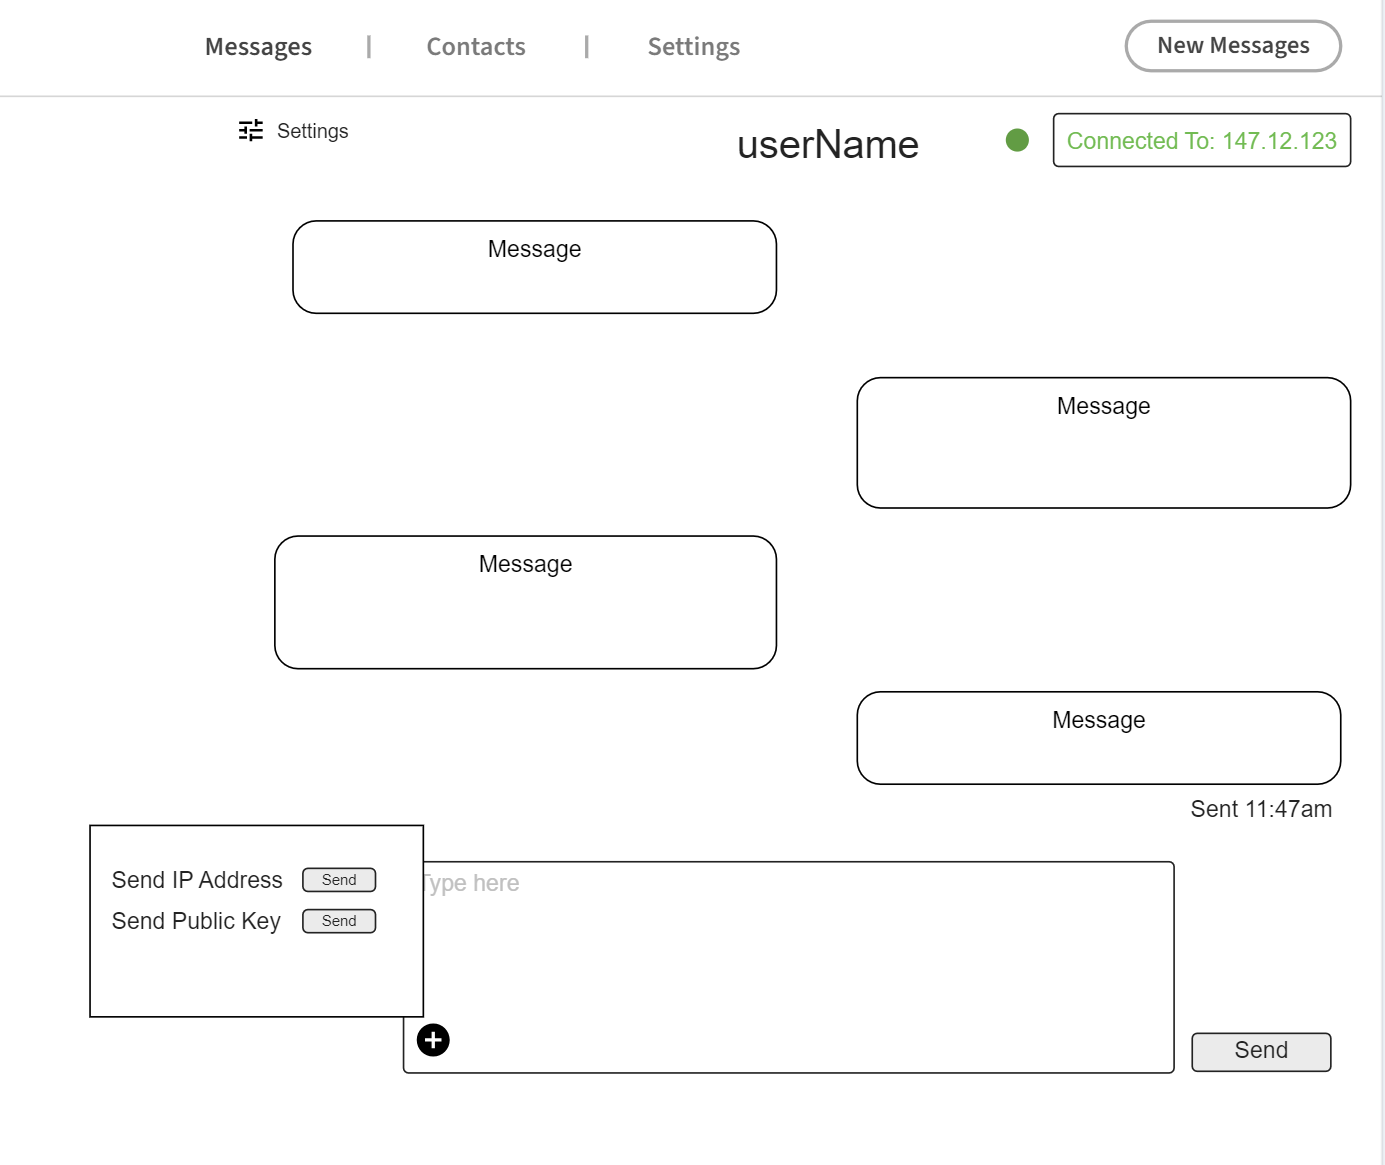 Messages | Contacts | Settings New Messages
Settings
userName
Connected To: 147.12.123
Message
Message
Message
Message
Sent 11:47am
Send IP Address Send
Send Public Key Send
Type here
Send